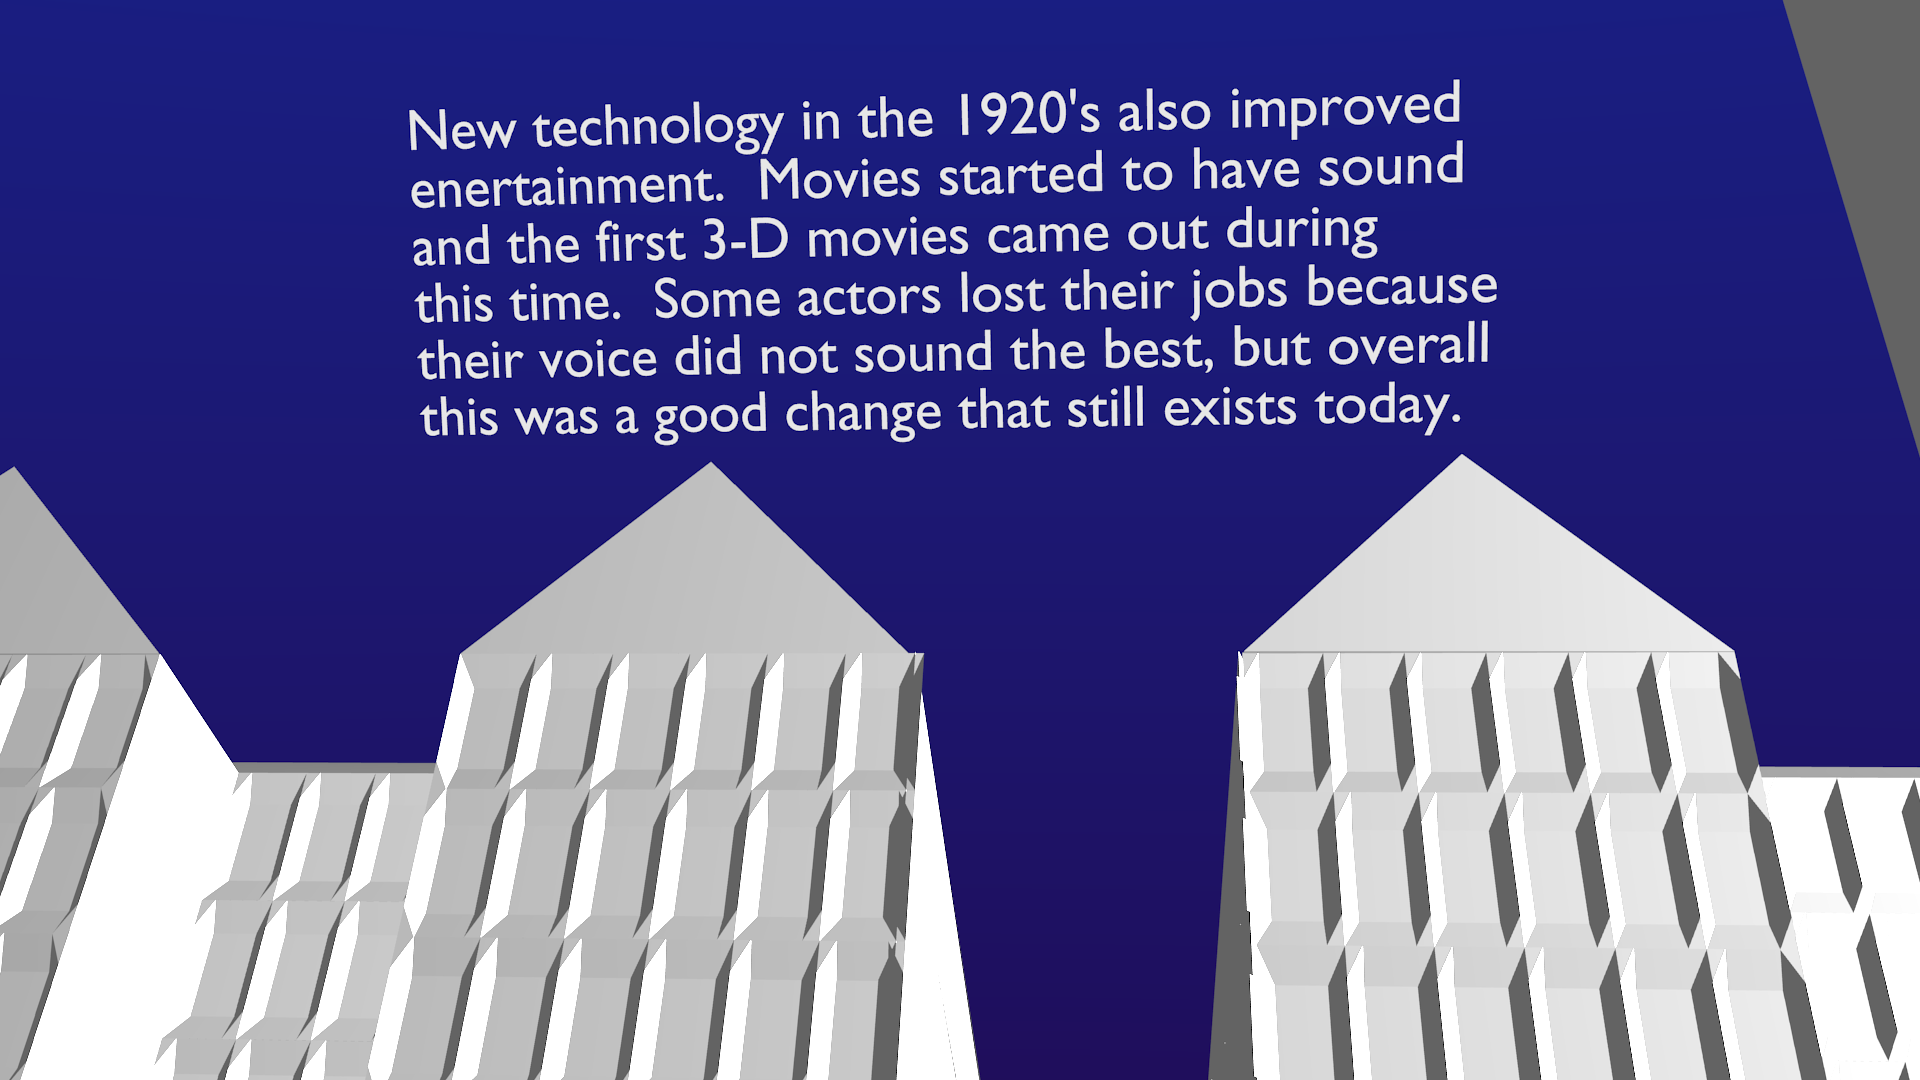 New technology in the 1920's also improved
enertainment.  Movies started to have sound
and the first 3-D movies came out during
this time.  Some actors lost their jobs because
their voice did not sound the best, but overall
this was a good change that still exists today.